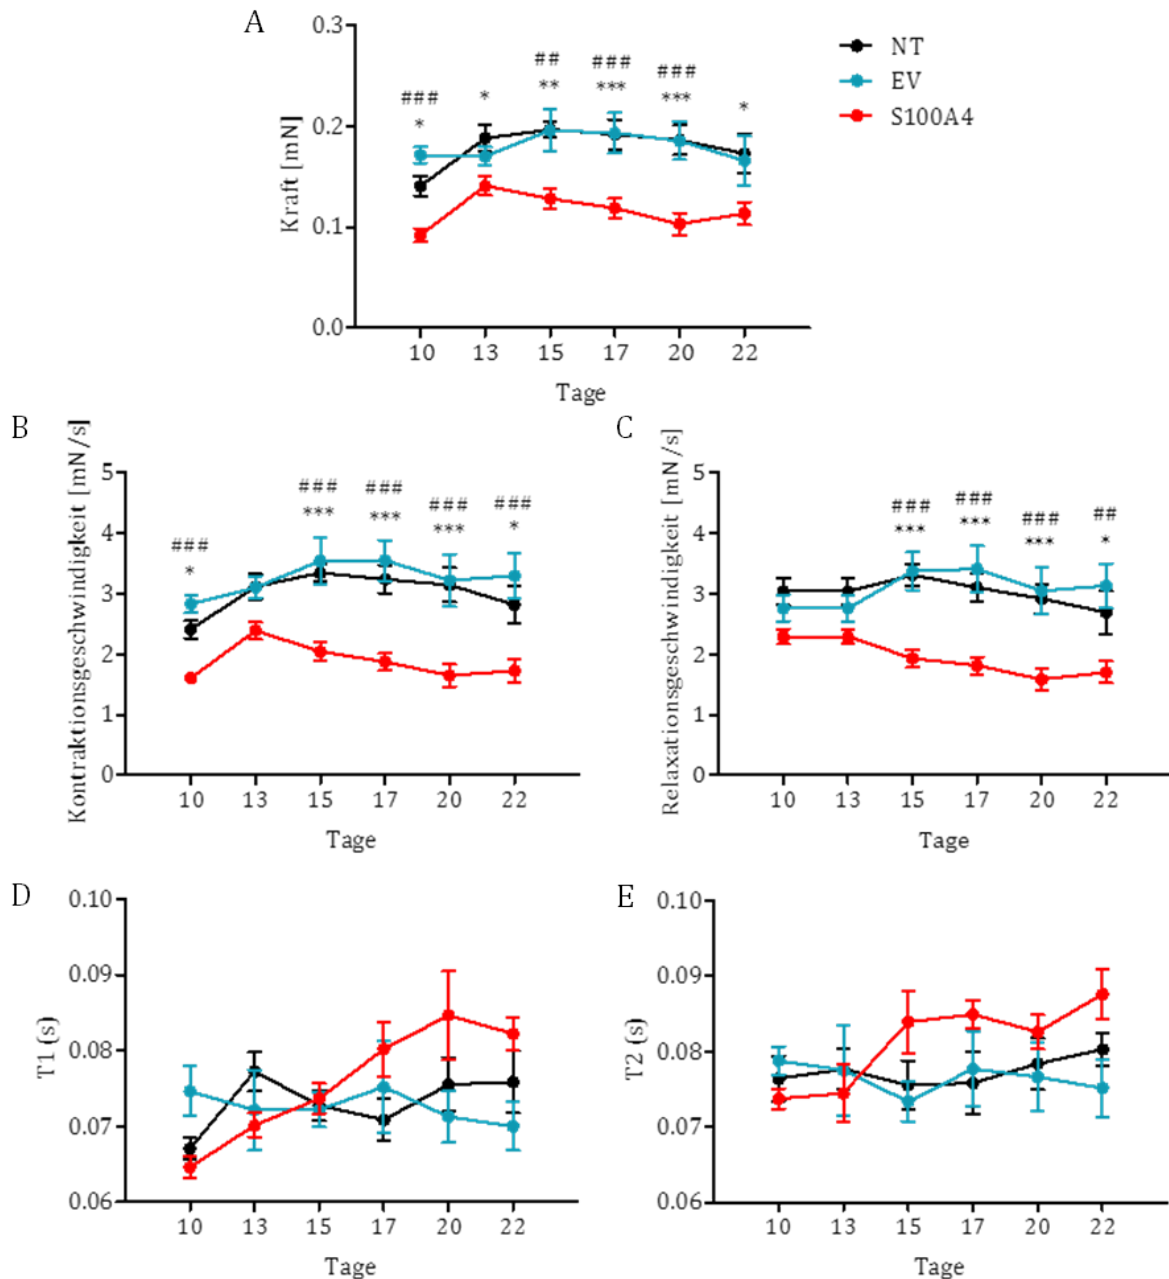 A
NT
EV
S100A4
Kraft [mN]
0.3
0.2
0.1
0.0
### * ## ### ### *
* ** *** ***
10 13 15 17 20 22
Tage
B
Kontraktionsgeschwindigkeit [mN/s]
5
4
3
2
1
0
### ### ### ### ###
* *** *** *** *
10 13 15 17 20 22
Tage
C
Relaxationsgeschwindigkeit [mN/s]
5
4
3
2
1
0
### ### ### ##
*** *** *** *
10 13 15 17 20 22
Tage
D
T1 (s)
0.10
0.09
0.08
0.07
0.06
10 13 15 17 20 22
Tage
E
T2 (s)
0.10
0.09
0.08
0.07
0.06
10 13 15 17 20 22
Tage